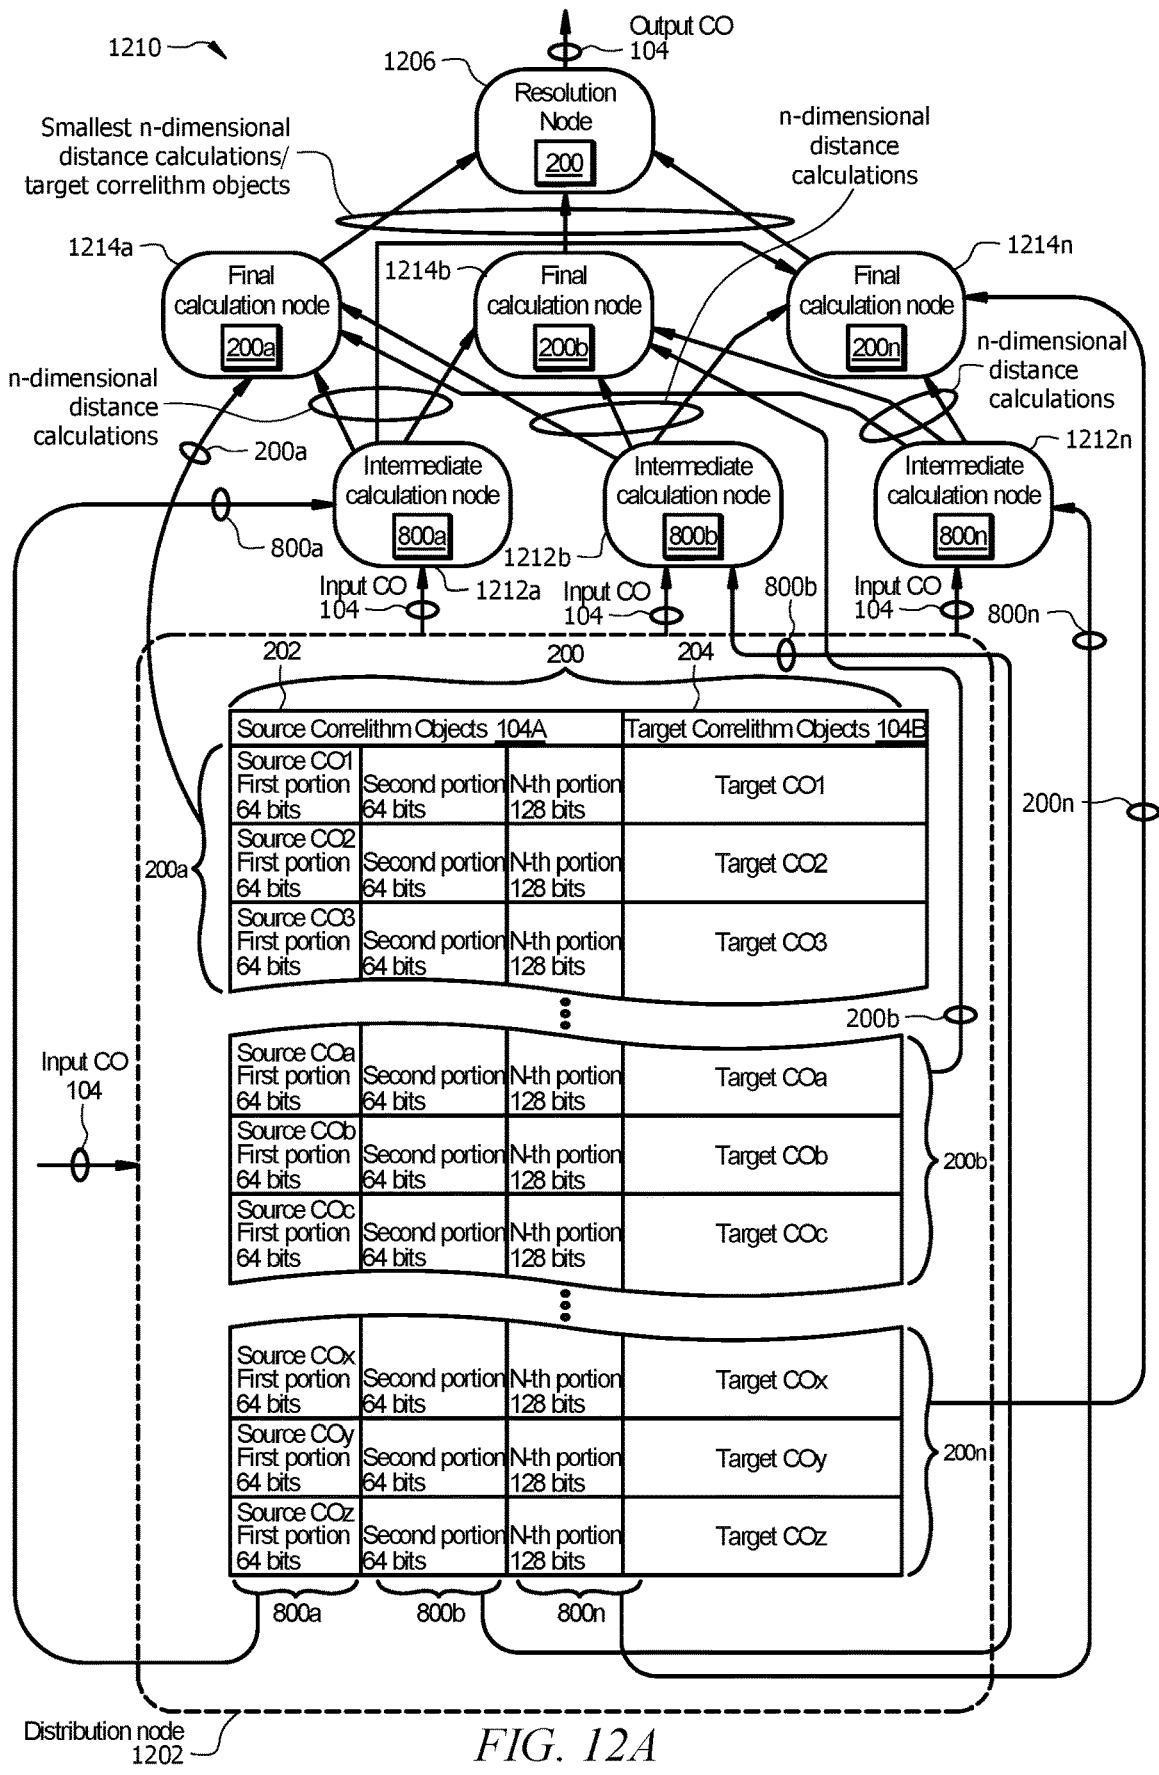 Output CO
104
1210
1206
Resolution
Node
200
Smallest n-dimensional
distance calculations/
target correlithm objects
n-dimensional
distance
calculations
1214a
Final
calculation node
200a
1214b
Final
calculation node
200b
1214n
Final
calculation node
200n
n-dimensional
distance
calculations
n-dimensional
distance
calculations
200a
1212n
Intermediate
calculation node
800a
Intermediate
calculation node
800b
Intermediate
calculation node
800n
800a
1212b
Input CO
104
1212a
Input CO
104
800b
Input CO
104
800n
202
200
204
Source Correlithm Objects 104A
Target Correlithm Objects 104B
Source CO1
First portion
64 bits
Second portion
64 bits
N-th portion
128 bits
Target CO1
200n
200a
Source CO2
First portion
64 bits
Second portion
64 bits
N-th portion
128 bits
Target CO2
Source CO3
First portion
64 bits
Second portion
64 bits
N-th portion
128 bits
Target CO3
200b
Input CO
104
Source COa
First portion
64 bits
Second portion
64 bits
N-th portion
128 bits
Target COa
Source COb
First portion
64 bits
Second portion
64 bits
N-th portion
128 bits
Target COb
200b
Source COc
First portion
64 bits
Second portion
64 bits
N-th portion
128 bits
Target COc
Source COx
First portion
64 bits
Second portion
64 bits
N-th portion
128 bits
Target COx
Source COy
First portion
64 bits
Second portion
64 bits
N-th portion
128 bits
Target COy
200n
Source COz
First portion
64 bits
Second portion
64 bits
N-th portion
128 bits
Target COz
800a
800b
800n
Distribution node
1202
FIG. 12A